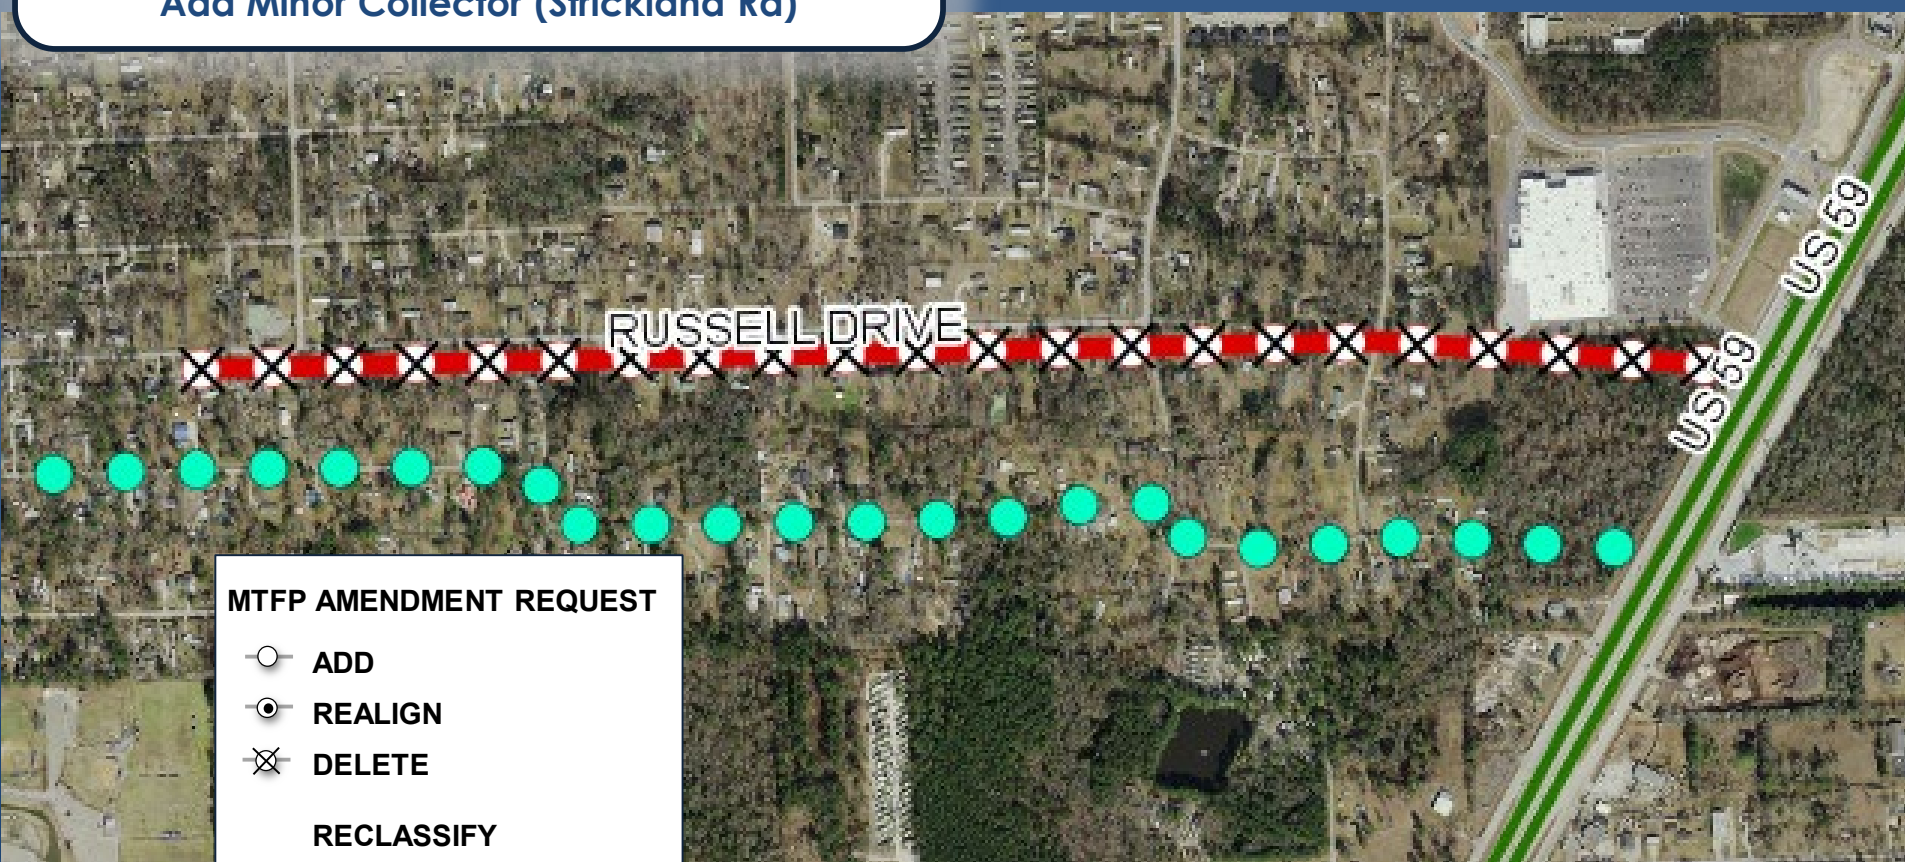 Add Minor Collector (Strickland Rd)
US 59
RUSSELL DRIVE
US 59
MTFP AMENDMENT REQUEST
ADD
REALIGN
DELETE
RECLASSIFY